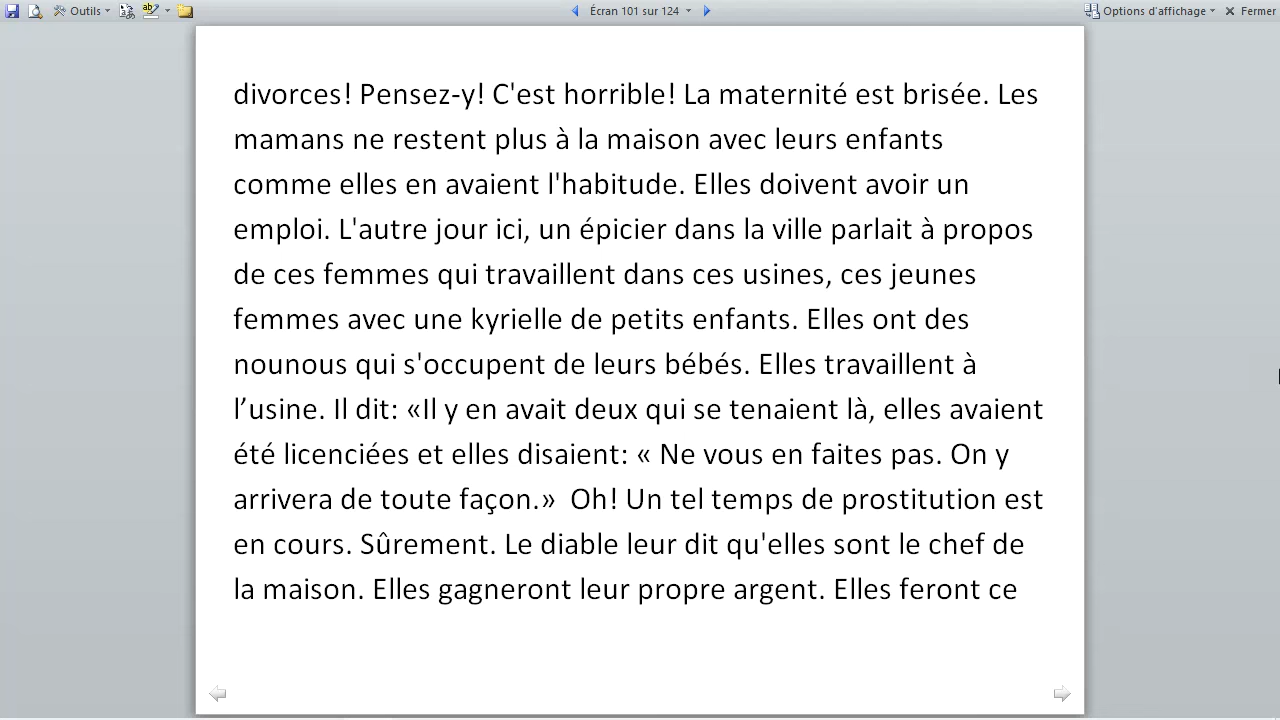 Outils
Écran 101 sur 124
Options d'affichage
Fermer
divorces! Pensez-y! C'est horrible! La maternité est brisée. Les
mamans ne restent plus à la maison avec leurs enfants
comme elles en avaient l'habitude. Elles doivent avoir un
emploi. L'autre jour ici, un épicier dans la ville parlait à propos
de ces femmes qui travaillent dans ces usines, ces jeunes
femmes avec une kyrielle de petits enfants. Elles ont des
nounous qui s'occupent de leurs bébés. Elles travaillent à
l’usine. Il dit: «Il y en avait deux qui se tenaient là, elles avaient
été licenciées et elles disaient: « Ne vous en faites pas. On y
arrivera de toute façon.»  Oh! Un tel temps de prostitution est
en cours. Sûrement. Le diable leur dit qu'elles sont le chef de
la maison. Elles gagneront leur propre argent. Elles feront ce